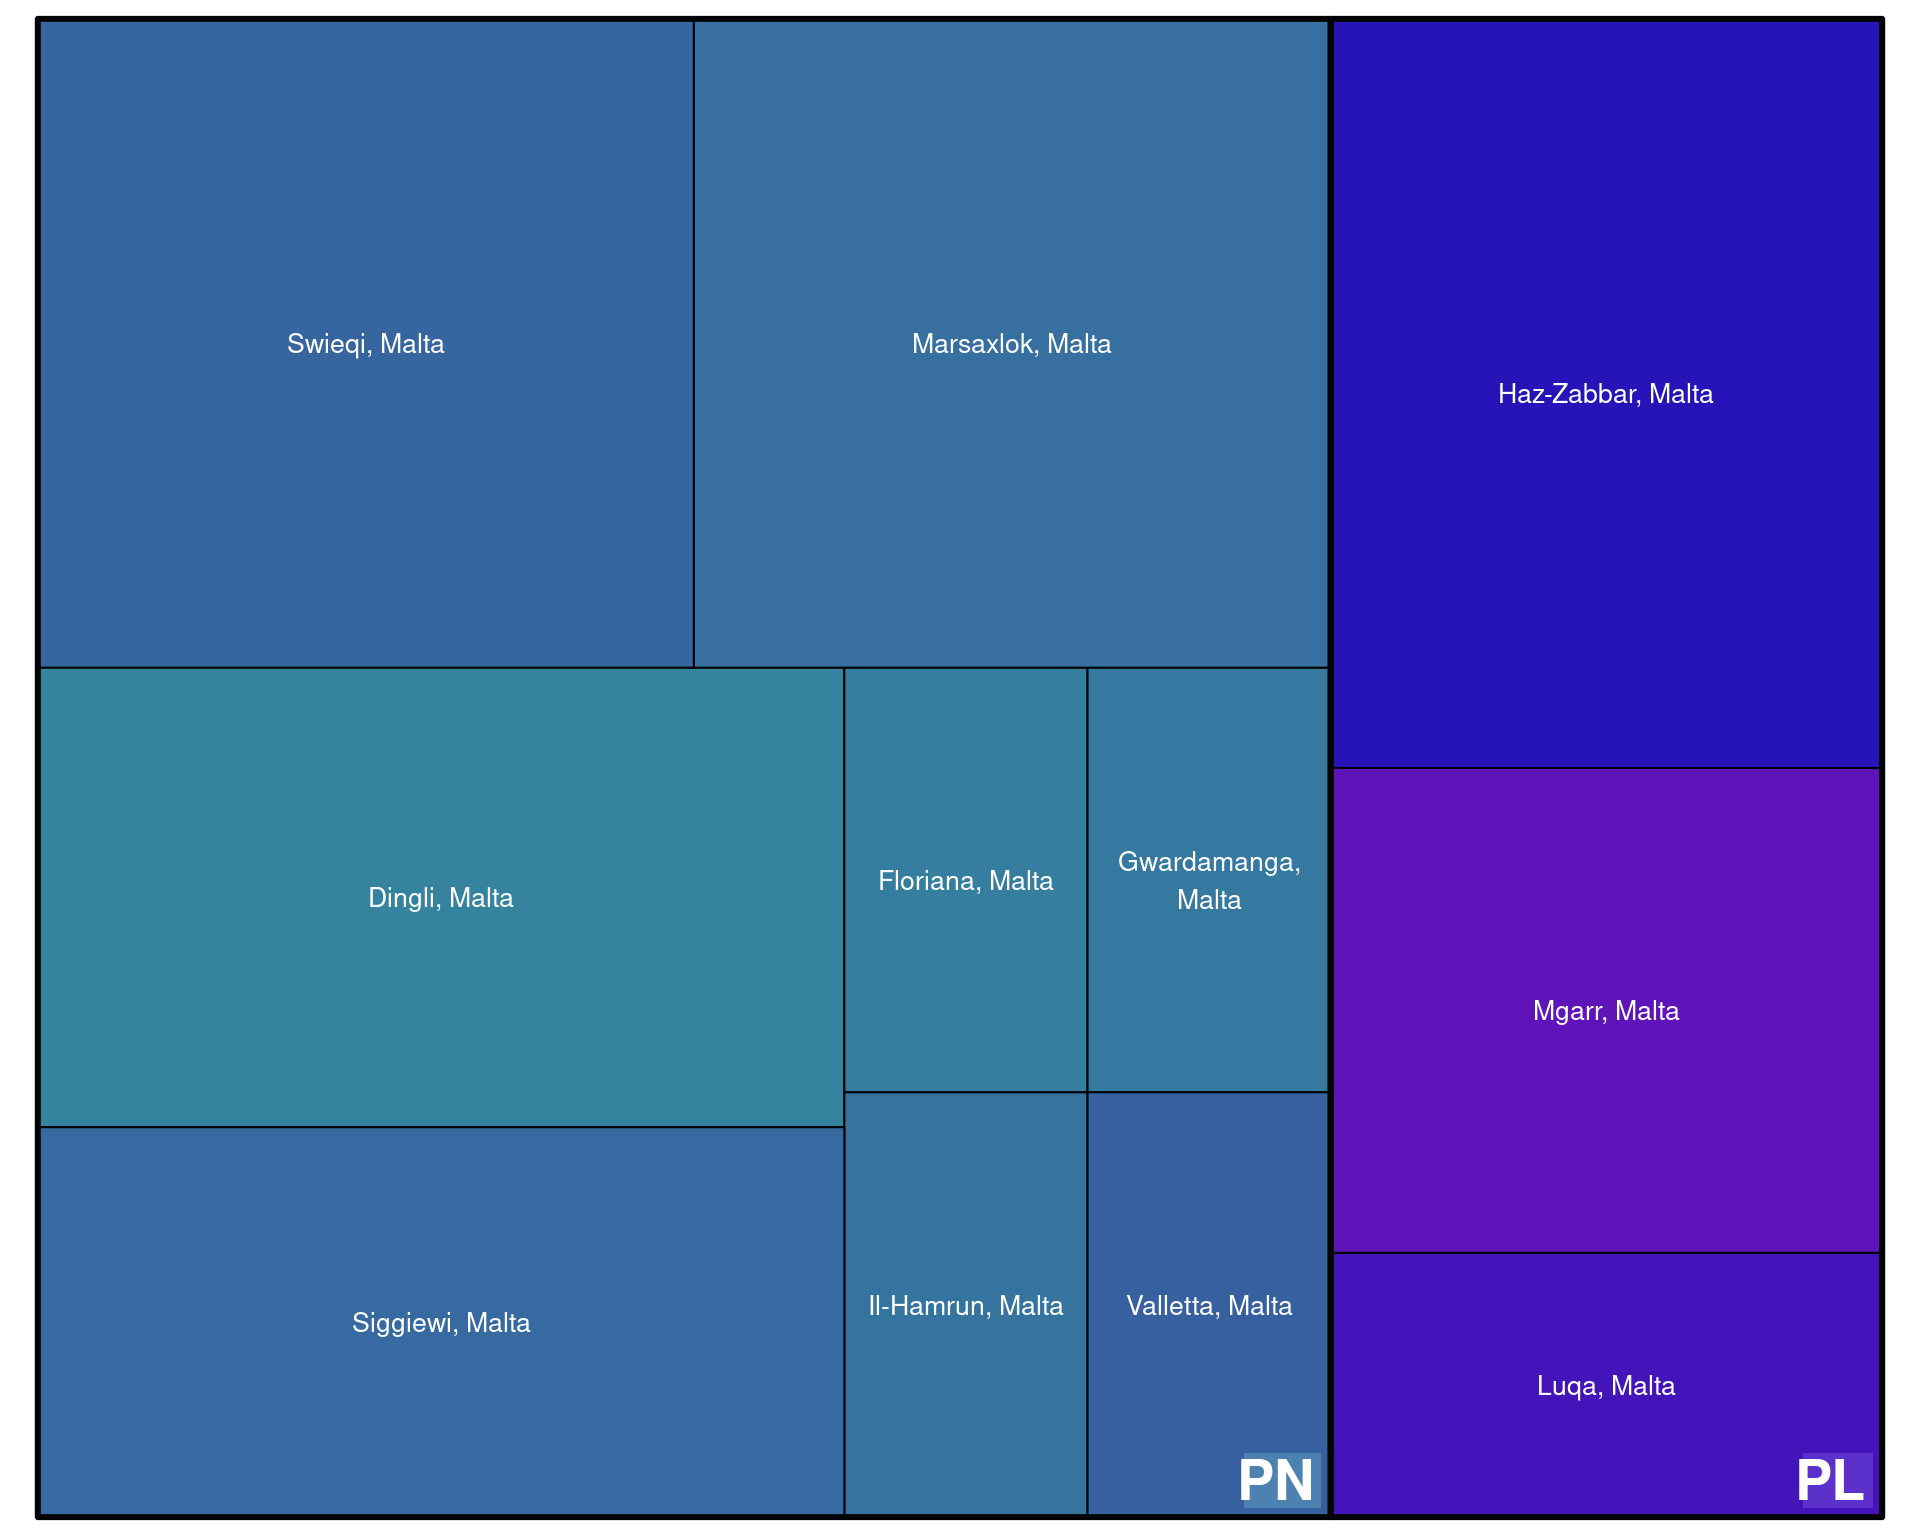 Swieqi, Malta
Marsaxlok, Malta
Haz-Zabbar, Malta
Dingli, Malta
Floriana, Malta
Gwardamanga,
Malta
Mgarr, Malta
Siggiewi, Malta
Il-Hamrun, Malta
Valletta, Malta
Luqa, Malta
PN
PL